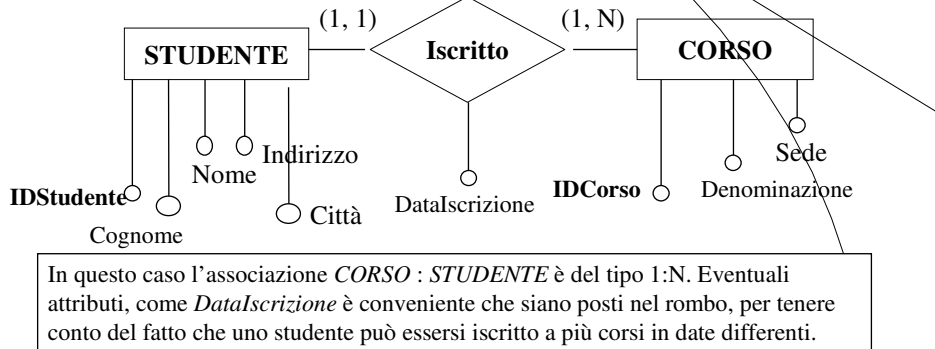 (1, 1) (1, N)
STUDENTE Iscritto CORSO
Indirizzo Sede
Nome
IDStudente DataIscrizione IDCorso Denominazione
Cognome Città
In questo caso l'associazione CORSO : STUDENTE è del tipo 1:N. Eventuali
attributi, come DataIscrizione è conveniente che siano posti nel rombo, per tenere
conto del fatto che uno studente può essersi iscritto a più corsi in date differenti.